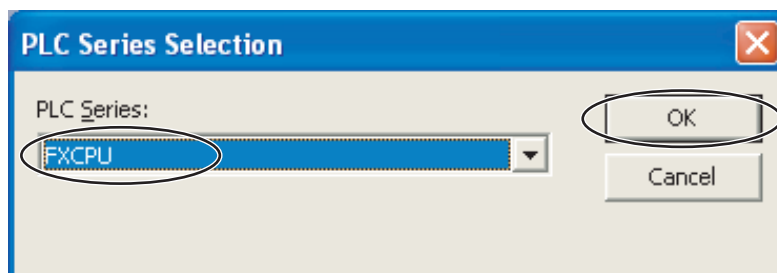 PLC Series Selection
PLC Series:
FXCPU
OK
Cancel